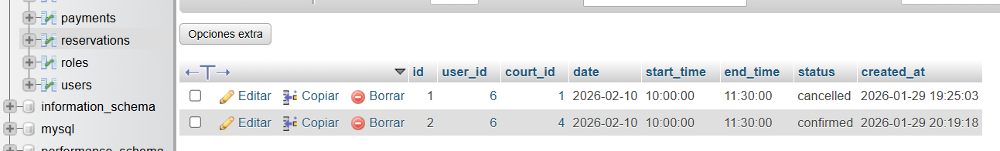 payments
reservations
roles
users
information_schema
mysql
performance_schema
Opciones extra
id user_id court_id date start_time end_time status created_at
Editar Copiar Borrar 1 6 1 2026-02-10 10:00:00 11:30:00 cancelled 2026-01-29 19:25:03
Editar Copiar Borrar 2 6 4 2026-02-10 10:00:00 11:30:00 confirmed 2026-01-29 20:19:18